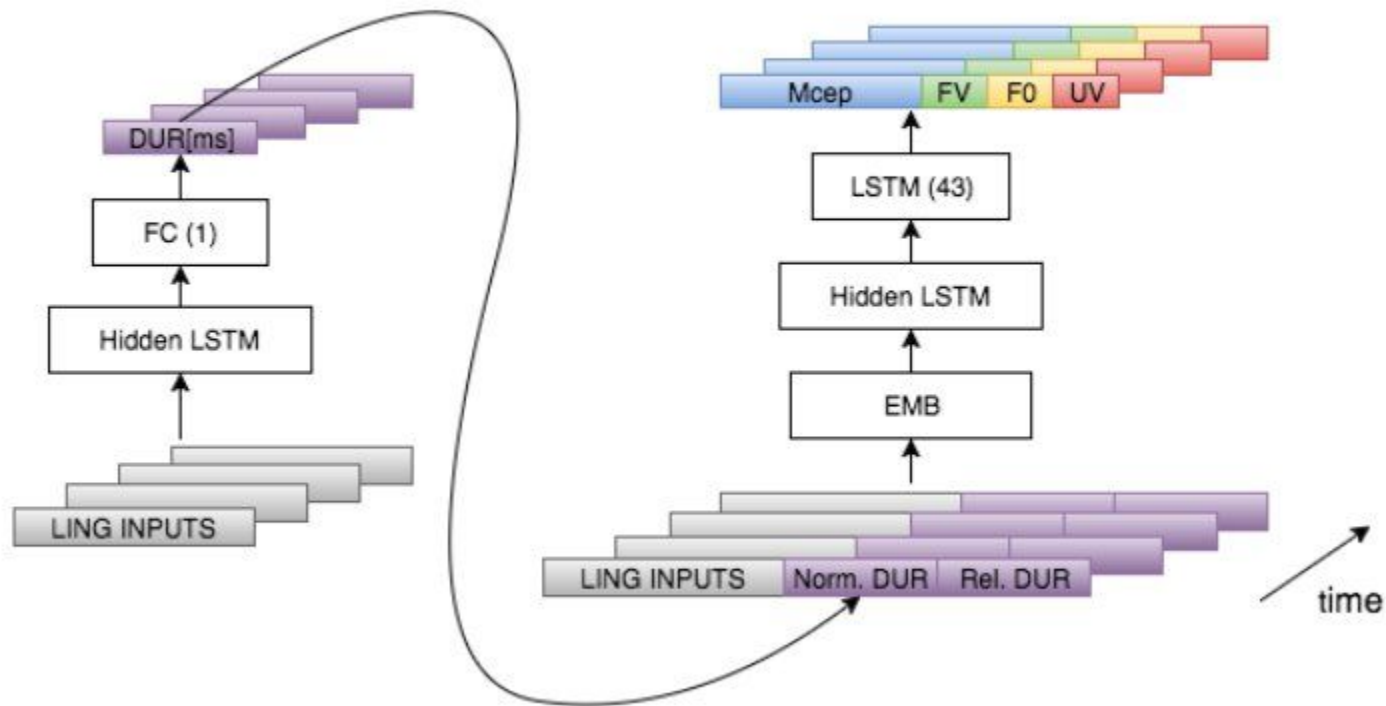 DUR[ms]
FC (1)
Hidden LSTM
LING INPUTS
Mcep FV F0 UV
LSTM (43)
Hidden LSTM
EMB
LING INPUTS Norm. DUR Rel. DUR
time